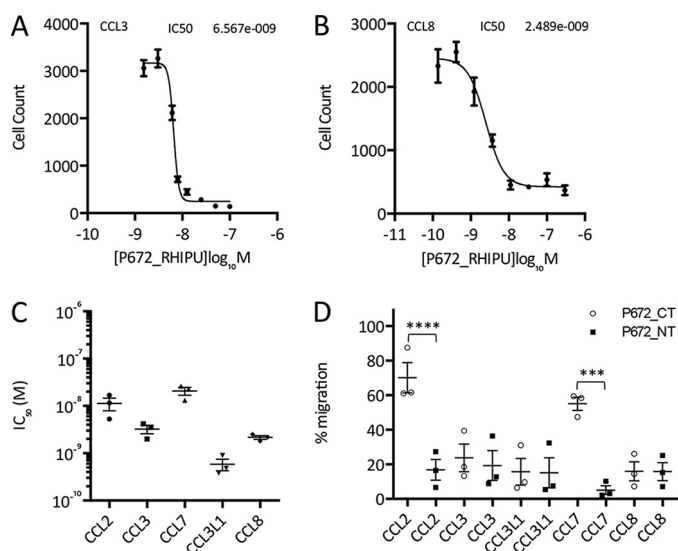 A
CCL3 IC50 6.567e-009
Cell Count
4000
3000
2000
1000
0
-10 -9 -8 -7 -6
[P672_RHIPU]log10M
B
CCL8 IC50 2.489e-009
Cell Count
3000
2000
1000
0
-11 -10 -9 -8 -7 -6
[P672_RHIPU]log10M
C
IC50 (M)
10-6
10-7
10-8
10-9
10-10
CCL2 CCL3 CCL7 CCL3L1 CCL8
D
P672_CT
P672_NT
% migration
100
80
60
40
20
0
****
***
CCL2 CCL2 CCL3 CCL3 CCL3L1 CCL3L1 CCL7 CCL7 CCL8 CCL8